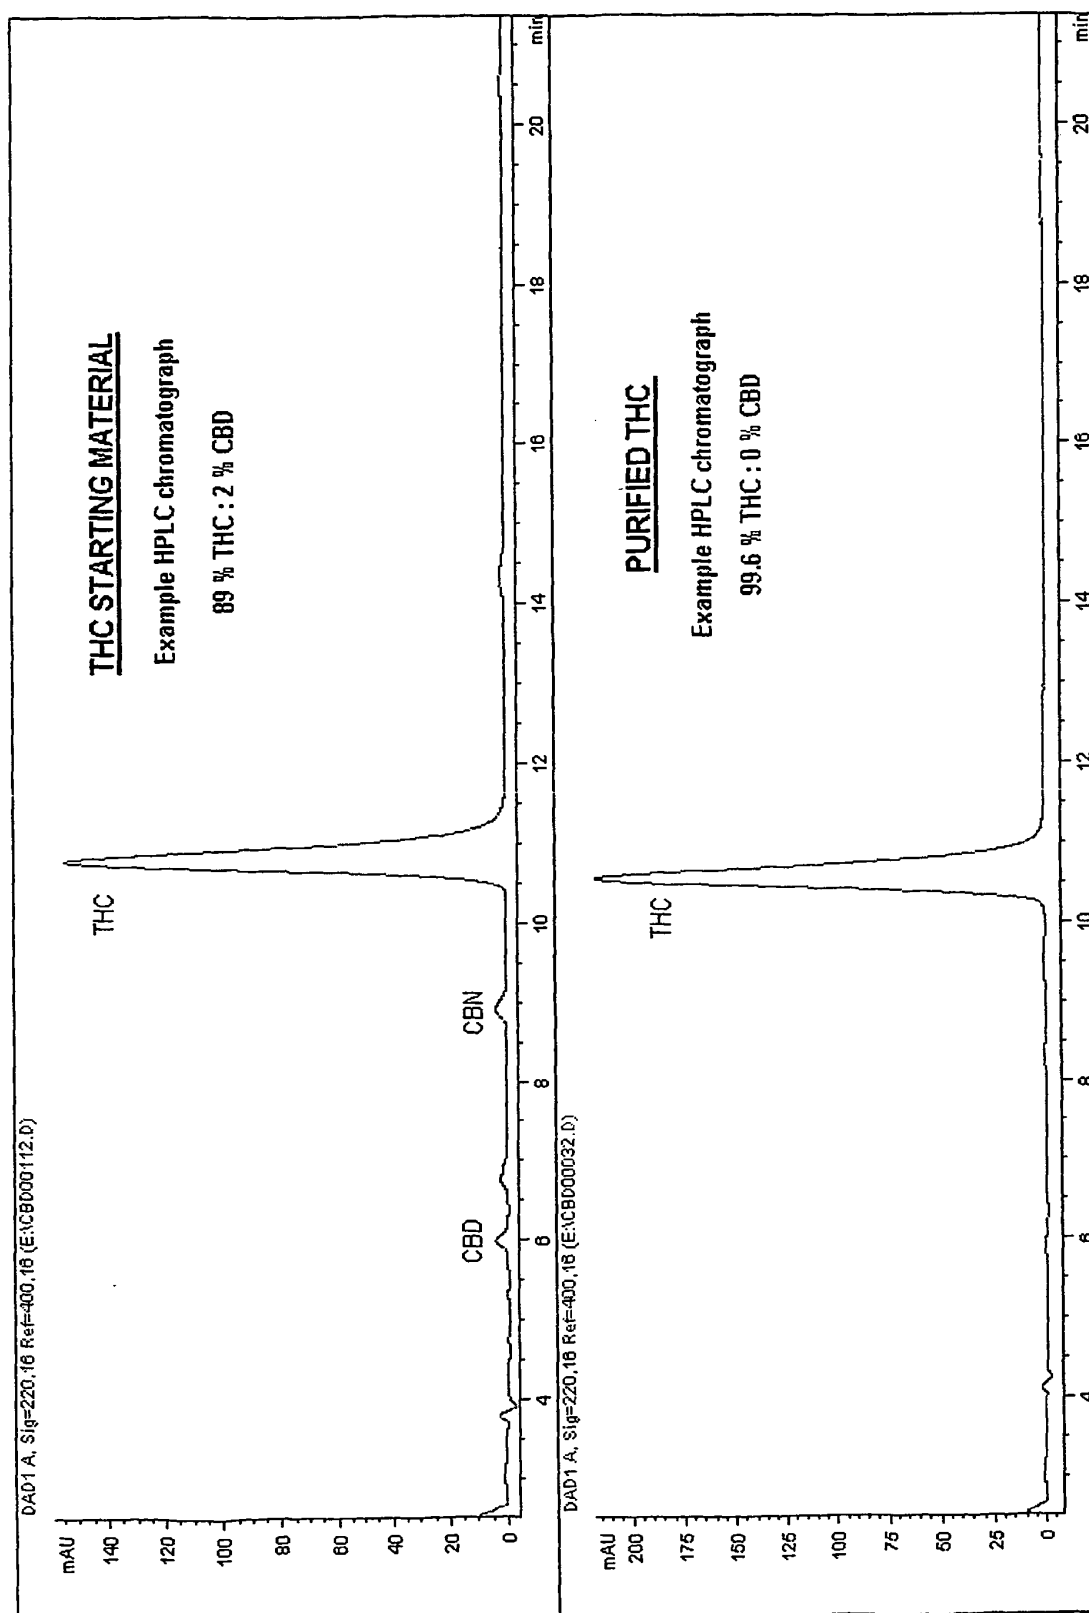 DAD1 A, Sig=220,16 Ref=400,16 (E:\CBD00112.D)
mAU
140
120
100
80
60
40
20
0
THC STARTING MATERIAL
Example HPLC chromatograph
89 % THC : 2 % CBD
CBD
CBN
THC
4
6
8
10
12
14
16
18
20
min
DAD1 A, Sig=220,16 Ref=400,16 (E:\CBD00032.D)
mAU
200
175
150
125
100
75
50
25
0
PURIFIED THC
Example HPLC chromatograph
99.6 % THC : 0 % CBD
THC
4
6
8
10
12
14
16
18
20
min